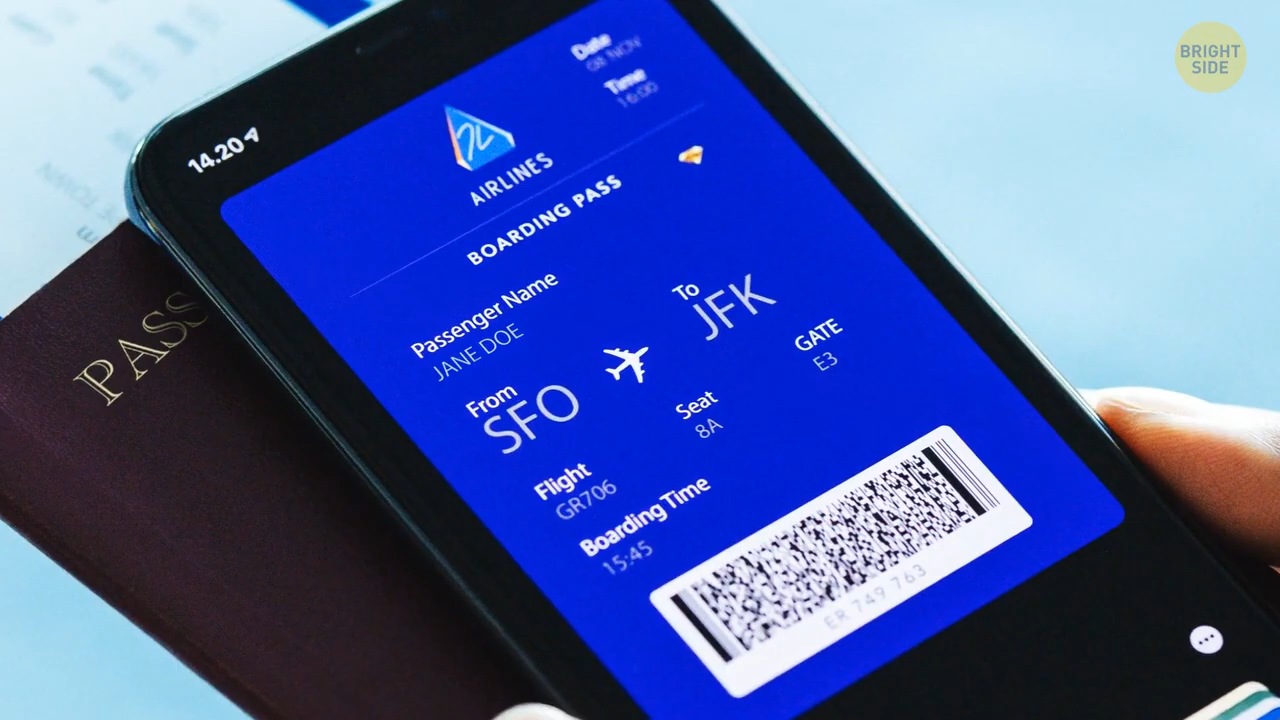 BRIGHT
SIDE
14.20
Date
08 NOV
Time
16:00
AIRLINES
BOARDING PASS
Passenger Name
JANE DOE
From
SFO
To
JFK
GATE
E3
Seat
8A
Flight
GR706
Boarding Time
15:45
ER 749 763
PASS